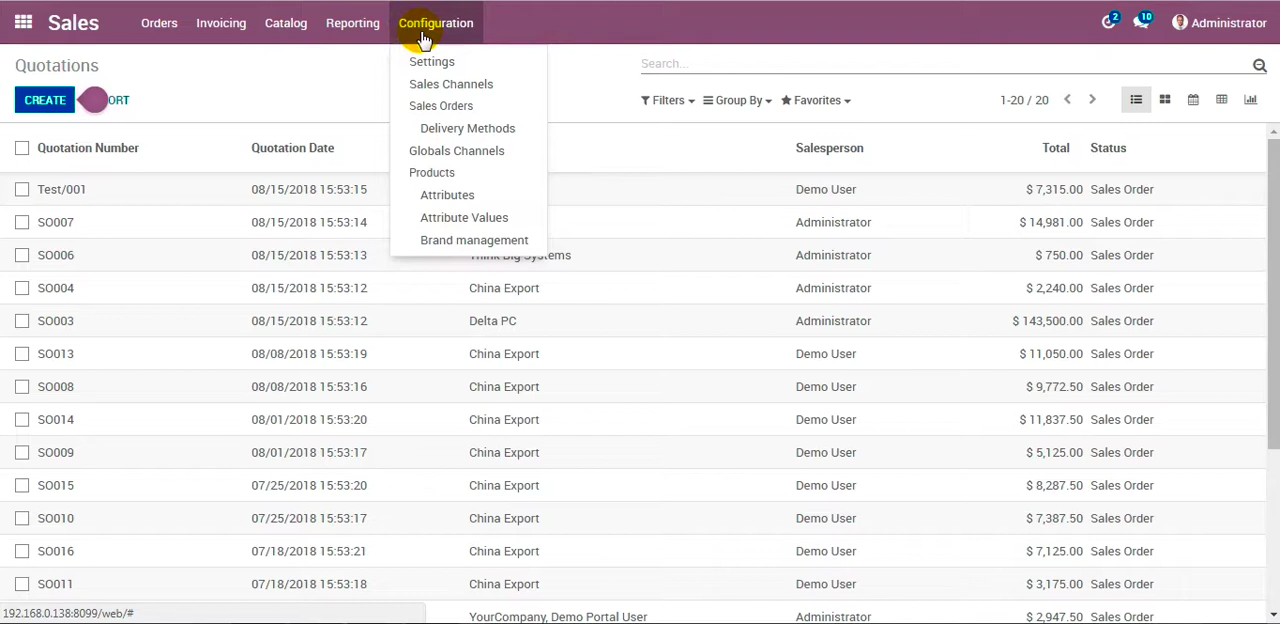 Sales Orders Invoicing Catalog Reporting Configuration 2 10 Administrator
Quotations
Search...
CREATE ORT
Filters Group By Favorites 1-20 / 20
Settings
Sales Channels
Sales Orders
Delivery Methods
Globals Channels
Products
Attributes
Attribute Values
Brand management
Quotation Number Quotation Date Salesperson Total Status
Test/001 08/15/2018 15:53:15 Demo User $ 7,315.00 Sales Order
SO007 08/15/2018 15:53:14 Administrator $ 14,981.00 Sales Order
SO006 08/15/2018 15:53:13 Think Big Systems Administrator $ 750.00 Sales Order
SO004 08/15/2018 15:53:12 China Export Administrator $ 2,240.00 Sales Order
SO003 08/15/2018 15:53:12 Delta PC Administrator $ 143,500.00 Sales Order
SO013 08/08/2018 15:53:19 China Export Demo User $ 11,050.00 Sales Order
SO008 08/08/2018 15:53:16 China Export Demo User $ 9,772.50 Sales Order
SO014 08/01/2018 15:53:20 China Export Demo User $ 11,837.50 Sales Order
SO009 08/01/2018 15:53:17 China Export Demo User $ 5,125.00 Sales Order
SO015 07/25/2018 15:53:20 China Export Demo User $ 8,287.50 Sales Order
SO010 07/25/2018 15:53:17 China Export Demo User $ 7,387.50 Sales Order
SO016 07/18/2018 15:53:21 China Export Demo User $ 7,125.00 Sales Order
SO011 07/18/2018 15:53:18 China Export Demo User $ 3,175.00 Sales Order
YourCompany, Demo Portal User Administrator $ 2,947.50 Sales Order
192.168.0.138:8099/web/#